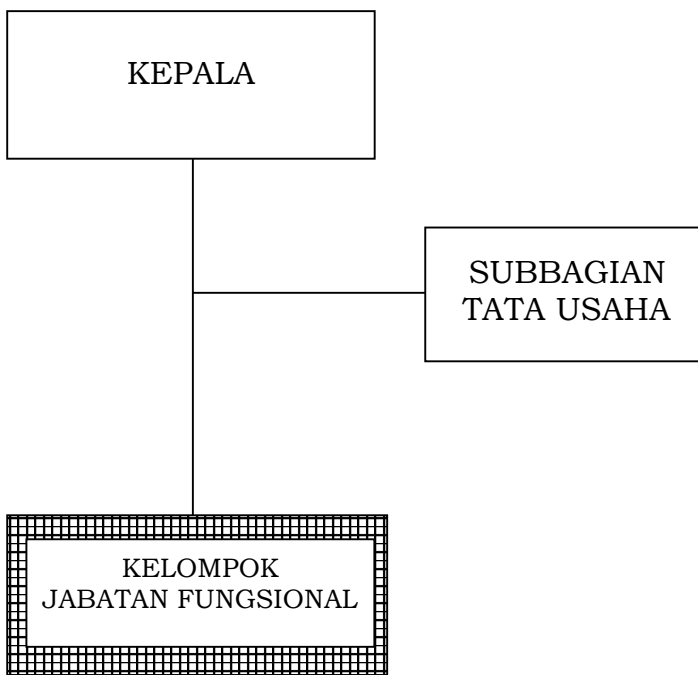 KEPALA
SUBBAGIAN
TATA USAHA
KELOMPOK
JABATAN FUNGSIONAL